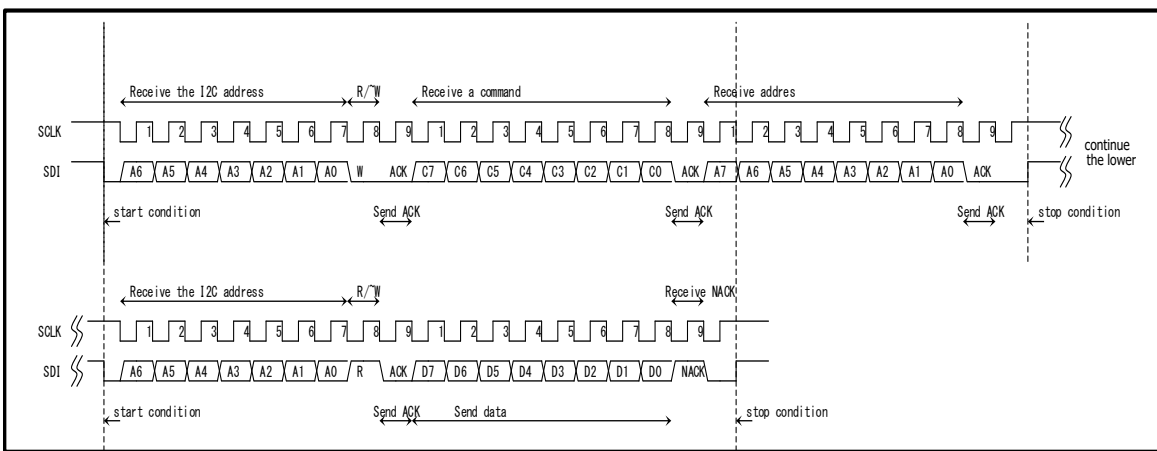 Receive the I2C address R/~W Receive a command Receive addres
SCLK 1 2 3 4 5 6 7 8 9 1 2 3 4 5 6 7 8 9 1 2 3 4 5 6 7 8 9
continue
the lower
SDI A6 A5 A4 A3 A2 A1 A0 W ACK C7 C6 C5 C4 C3 C2 C1 C0 ACK A7 A6 A5 A4 A3 A2 A1 A0 ACK
start condition Send ACK Send ACK Send ACK stop condition
Receive the I2C address R/~W Receive NACK
SCLK 1 2 3 4 5 6 7 8 9 1 2 3 4 5 6 7 8 9
SDI A6 A5 A4 A3 A2 A1 A0 R ACK D7 D6 D5 D4 D3 D2 D1 D0 NACK
start condition Send ACK Send data stop condition